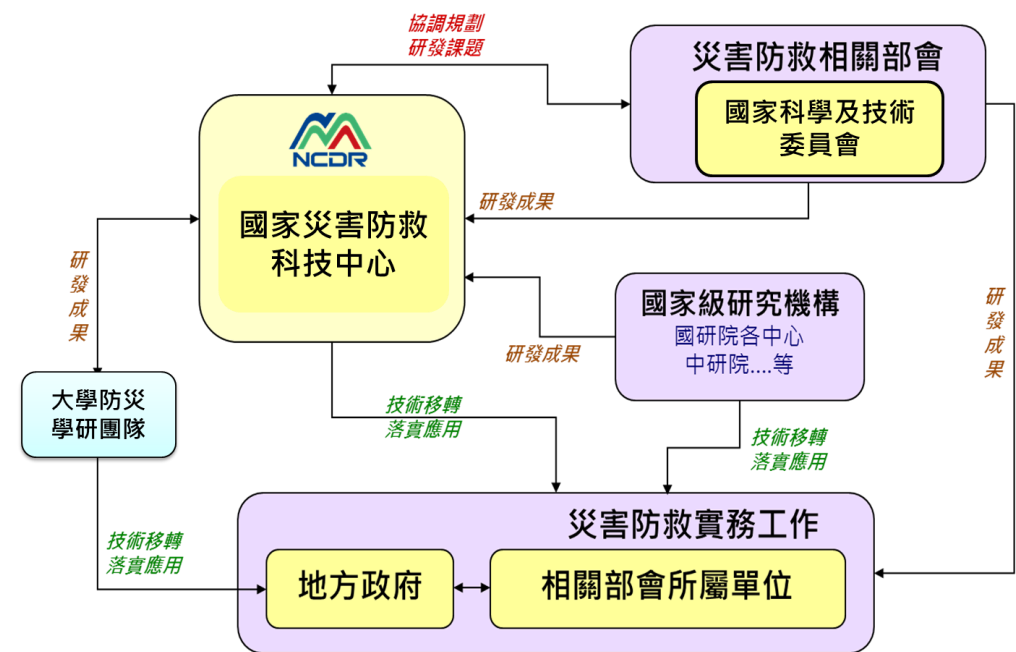 協調規劃
研發課題
災害防救相關部會
國家科學及技術
委員會
NCDR
國家災害防救
科技中心
研發成果
研發成果
國家級研究機構
國研院各中心
中研院....等
研發成果
研發成果
大學防災
學研團隊
技術移轉
落實應用
技術移轉
落實應用
災害防救實務工作
技術移轉
落實應用
地方政府
相關部會所屬單位